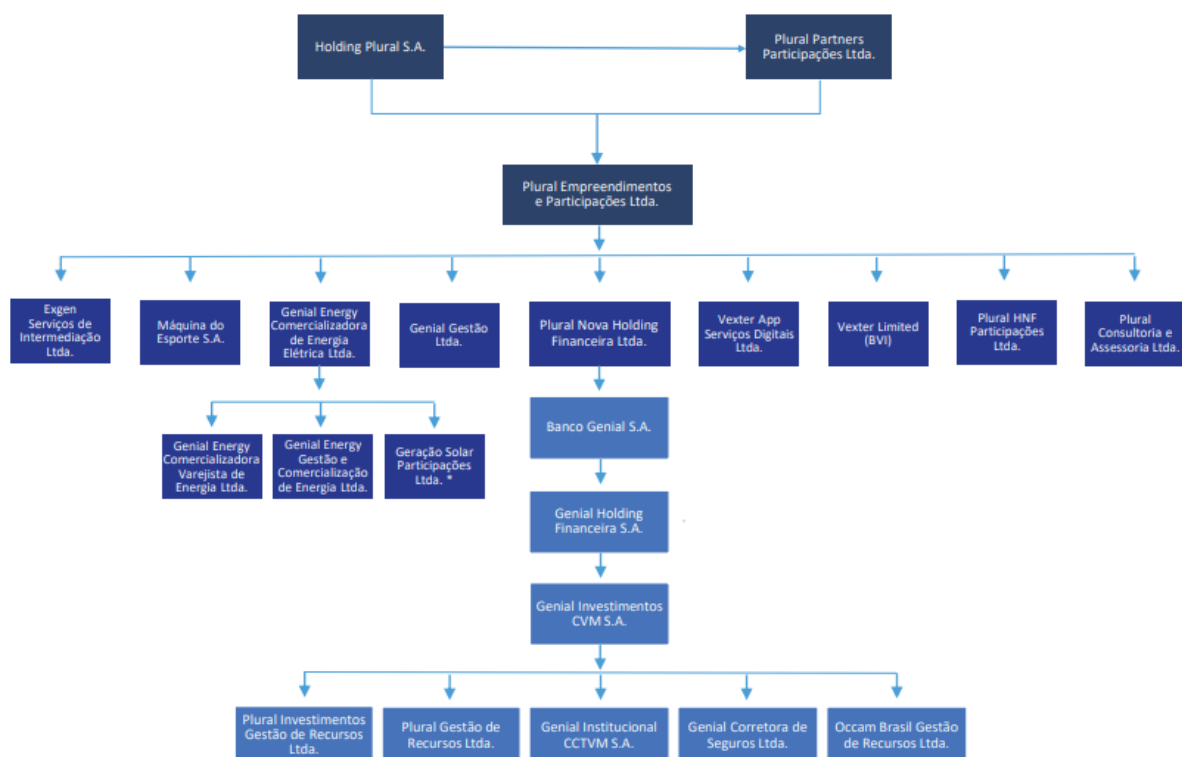 Holding Plural S.A.
Plural Partners
Participações Ltda.
Plural Empreendimentos
e Participações Ltda.
Exgen
Serviços de
Intermediação
Ltda.
Máquina do
Esporte S.A.
Genial Energy
Comercializadora
de Energia
Elétrica Ltda.
Genial Gestão
Ltda.
Plural Nova Holding
Financeira Ltda.
Vexter App
Serviços Digitais
Ltda.
Vexter Limited
(BVI)
Plural HNF
Participações
Ltda.
Plural
Consultoria e
Assessoria Ltda.
Genial Energy
Comercializadora
Varejista de
Energia Ltda.
Genial Energy
Gestão e
Comercialização
de Energia Ltda.
Geração Solar
Participações
Ltda. *
Banco Genial S.A.
Genial Holding
Financeira S.A.
Genial Investimentos
CVM S.A.
Plural Investimentos
Gestão de Recursos
Ltda.
Plural Gestão de
Recursos Ltda.
Genial Institucional
CCTVM S.A.
Genial Corretora de
Seguros Ltda.
Occam Brasil Gestão
de Recursos Ltda.